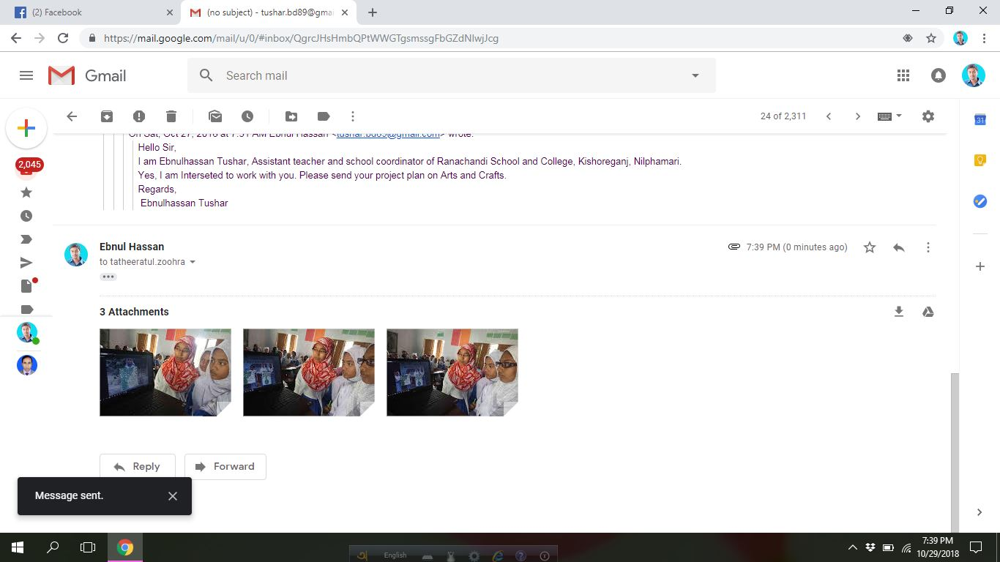 (2) Facebook
(no subject) - tushar.bd89@gmai
https://mail.google.com/mail/u/0/#inbox/QgrcJHsHmbQPtWWGTgsmssgFbGZdNlwjJcg
Gmail
Search mail
24 of 2,311
2,045
On Sat, Oct 27, 2018 at 7:51 AM Ebnul Hassan <tushar.bd89@gmail.com> wrote:
Hello Sir,
I am Ebnulhassan Tushar, Assistant teacher and school coordinator of Ranachandi School and College, Kishoreganj, Nilphamari.
Yes, I am Interseted to work with you. Please send your project plan on Arts and Crafts.
Regards,
Ebnulhassan Tushar
Ebnul Hassan
7:39 PM (0 minutes ago)
to tatheeratul.zoohra
3 Attachments
Reply
Forward
Message sent.
English
7:39 PM
10/29/2018